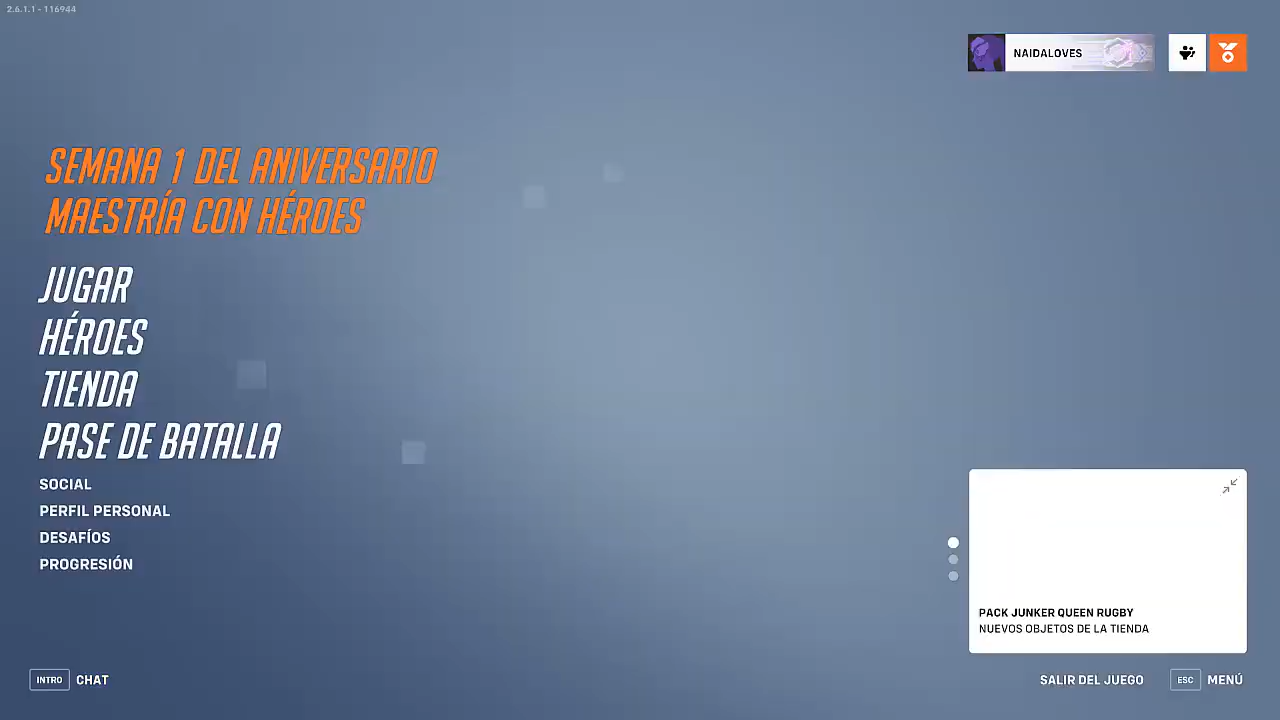 2.6.1.1 - 116944
NAIDALOVES
SEMANA 1 DEL ANIVERSARIO
MAESTRÍA CON HÉROES
JUGAR
HÉROES
TIENDA
PASE DE BATALLA
SOCIAL
PERFIL PERSONAL
DESAFÍOS
PROGRESIÓN
PACK JUNKER QUEEN RUGBY
NUEVOS OBJETOS DE LA TIENDA
INTRO CHAT
SALIR DEL JUEGO
ESC MENÚ